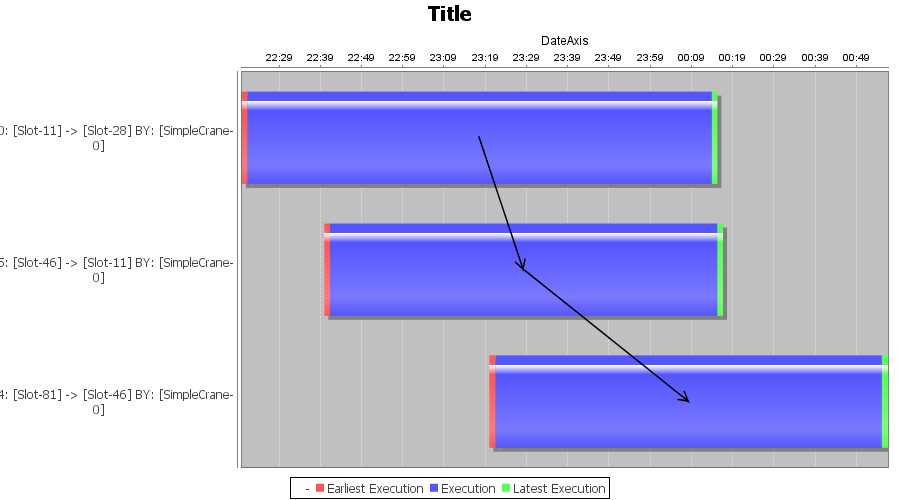 Title
DateAxis
22:29 22:39 22:49 22:59 23:09 23:19 23:29 23:39 23:49 23:59 00:09 00:19 00:29 00:39 00:49
: [Slot-11] -> [Slot-28] BY: [SimpleCrane-
0]
: [Slot-46] -> [Slot-11] BY: [SimpleCrane-
0]
: [Slot-81] -> [Slot-46] BY: [SimpleCrane-
0]
- Earliest Execution Execution Latest Execution